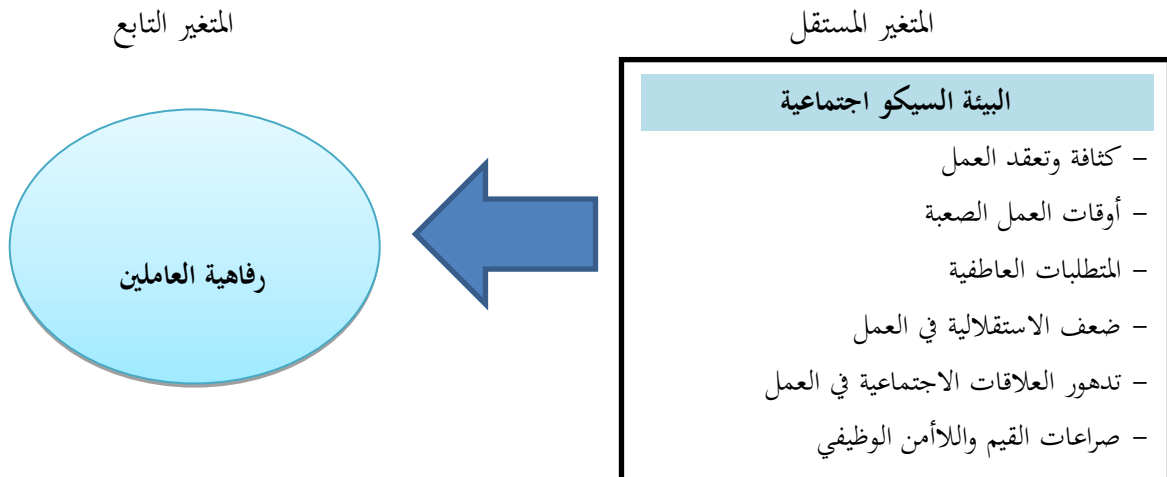 المتغير المستقل
المتغير التابع
البيئة السيكو اجتماعية
– كثافة وتعقد العمل
– أوقات العمل الصعبة
– المتطلبات العاطفية
– ضعف الاستقلالية في العمل
– تدهور العلاقات الاجتماعية في العمل
– صراعات القيم واللاأمن الوظيفي
رفاهية العاملين